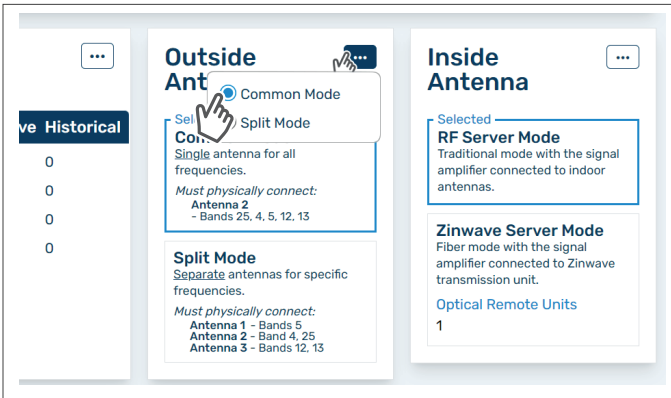 ...
ve Historical
0
0
0
0
Outside
Ant
...
Common Mode
Split Mode
Sel
Co
Single antenna for all
frequencies.
Must physically connect:
Antenna 2
- Bands 25, 4, 5, 12, 13
Split Mode
Separate antennas for specific
frequencies.
Must physically connect:
Antenna 1 - Bands 5
Antenna 2 - Band 4, 25
Antenna 3 - Bands 12, 13
Inside
Antenna
...
Selected
RF Server Mode
Traditional mode with the signal
amplifier connected to indoor
antennas.
Zinwave Server Mode
Fiber mode with the signal
amplifier connected to Zinwave
transmission unit.
Optical Remote Units
1